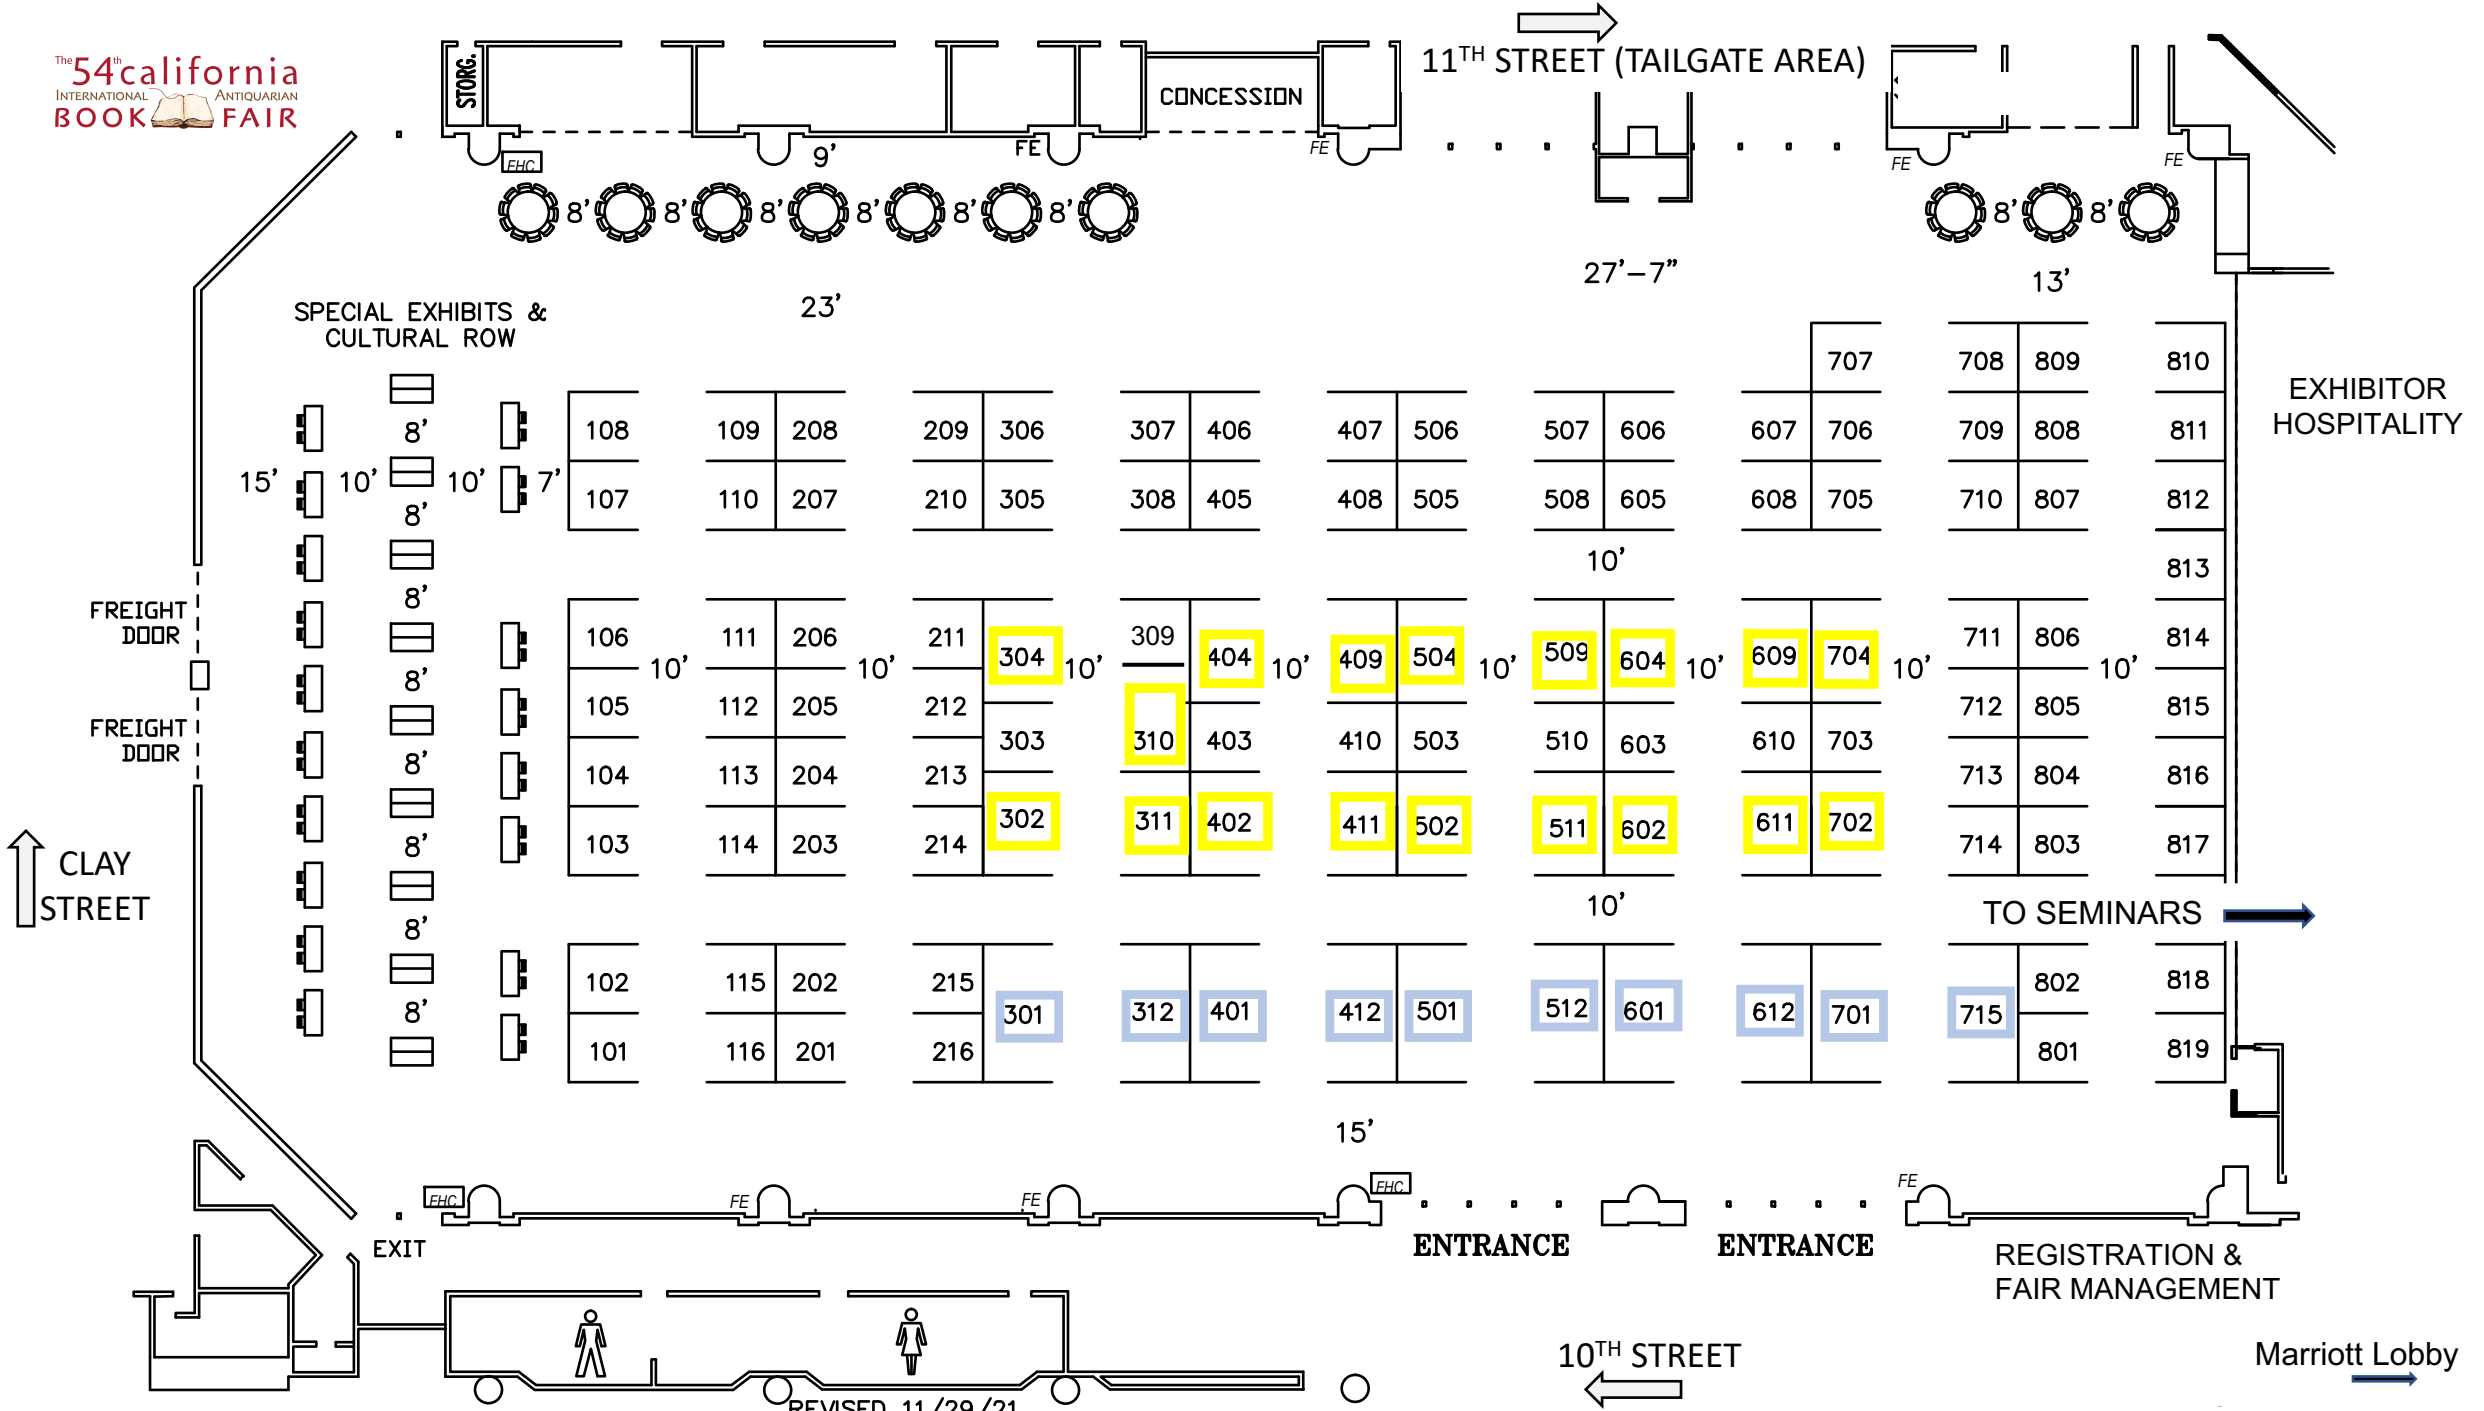 The 54th california
INTERNATIONAL ANTIQUARIAN
BOOK FAIR
STORG.
CONCESSION
11TH STREET (TAILGATE AREA)
FHC 9' FE FE FE FE
8' 8' 8' 8' 8' 8' 8' 8'
27'-7"
13'
23'
SPECIAL EXHIBITS &
CULTURAL ROW
707 708 809 810
EXHIBITOR
HOSPITALITY
8' 108 109 208 209 306 307 406 407 506 507 606 607 706 709 808 811
15' 10' 10' 7'
107 110 207 210 305 308 405 408 505 508 605 608 705 710 807 812
8'
10' 813
8'
FREIGHT
DOOR
106 111 206 211 309 711 806 814
304 404 409 504 509 604 609 704
10' 10' 10' 10' 10' 10' 10' 10'
8'
105 112 205 212 712 805 815
FREIGHT
DOOR
303 310 403 410 503 510 603 610 703
8'
104 113 204 213 713 804 816
302 311 402 411 502 511 602 611 702
8' 103 114 203 214 714 803 817
CLAY
STREET
10'
TO SEMINARS
8'
102 115 202 215 802 818
8' 301 312 401 412 501 512 601 612 701 715
101 116 201 216 801 819
15'
FHC FE FE FHC FE
EXIT
ENTRANCE ENTRANCE
REGISTRATION &
FAIR MANAGEMENT
10TH STREET
Marriott Lobby
REVISED 11/29/21